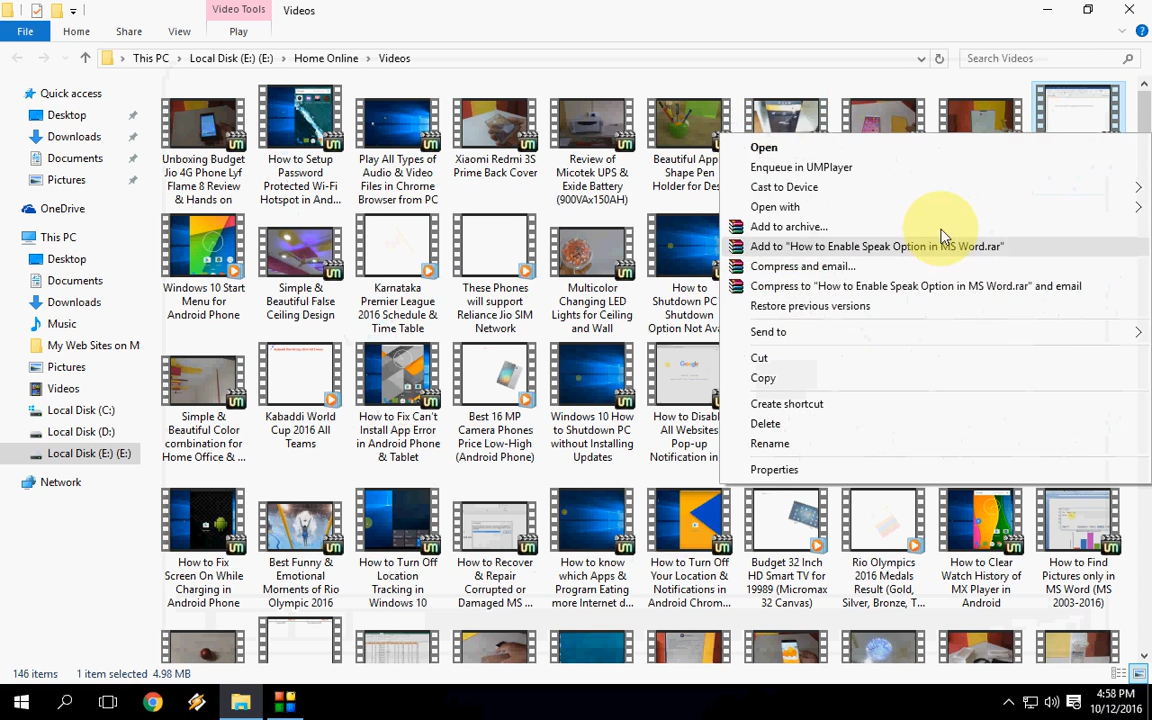 Video Tools
Videos
File
Home
Share
View
Play
This PC
Local Disk (E:) (E:)
Home Online
Videos
Search Videos
Quick access
Desktop
Downloads
Documents
Pictures
OneDrive
This PC
Desktop
Documents
Downloads
Music
My Web Sites on M
Pictures
Videos
Local Disk (C:)
Local Disk (D:)
Local Disk (E:) (E:)
Network
Unboxing Budget
Jio 4G Phone Lyf
Flame 8 Review
& Hands on
How to Setup
Password
Protected Wi-Fi
Hotspot in And...
Play All Types of
Audio & Video
Files in Chrome
Browser from PC
Xiaomi Redmi 3S
Prime Back Cover
Review of
Micotek UPS &
Exide Battery
(900VAx150AH)
Beautiful App
Shape Pen
Holder for Des
Windows 10 Start
Menu for
Android Phone
Simple &
Beautiful False
Ceiling Design
Karnataka
Premier League
2016 Schedule &
Time Table
These Phones
will support
Reliance Jio SIM
Network
Multicolor
Changing LED
Lights for Ceiling
and Wall
How to
Shutdown PC
Shutdown
Option Not Ava
Simple &
Beautiful Color
combination for
Home Office & ...
Kabaddi World
Cup 2016 All
Teams
How to Fix Can't
Install App Error
in Android Phone
& Tablet
Best 16 MP
Camera Phones
Price Low-High
(Android Phone)
Windows 10 How
to Shutdown PC
without Installing
Updates
Google
How to Disabl
All Websites
Pop-up
Notification in
How to Fix
Screen On While
Charging in
Android Phone
Best Funny &
Emotional
Moments of Rio
Olympic 2016
How to Turn Off
Location
Tracking in
Windows 10
How to Recover
& Repair
Corrupted or
Damaged MS ...
How to know
which Apps &
Program Eating
more Internet d...
How to Turn Off
Your Location &
Notifications in
Android Chrom...
Budget 32 Inch
HD Smart TV for
19989 (Micromax
32 Canvas)
Rio Olympics
2016 Medals
Result (Gold,
Silver, Bronze, T...
How to Clear
Watch History of
MX Player in
Android
How to Find
Pictures only in
MS Word (MS
2003-2016)
Open
Enqueue in UMPlayer
Cast to Device
Open with
Add to archive...
Add to "How to Enable Speak Option in MS Word.rar"
Compress and email...
Compress to "How to Enable Speak Option in MS Word.rar" and email
Restore previous versions
Send to
Cut
Copy
Create shortcut
Delete
Rename
Properties
146 items
1 item selected 4.98 MB
4:58 PM
10/12/2016